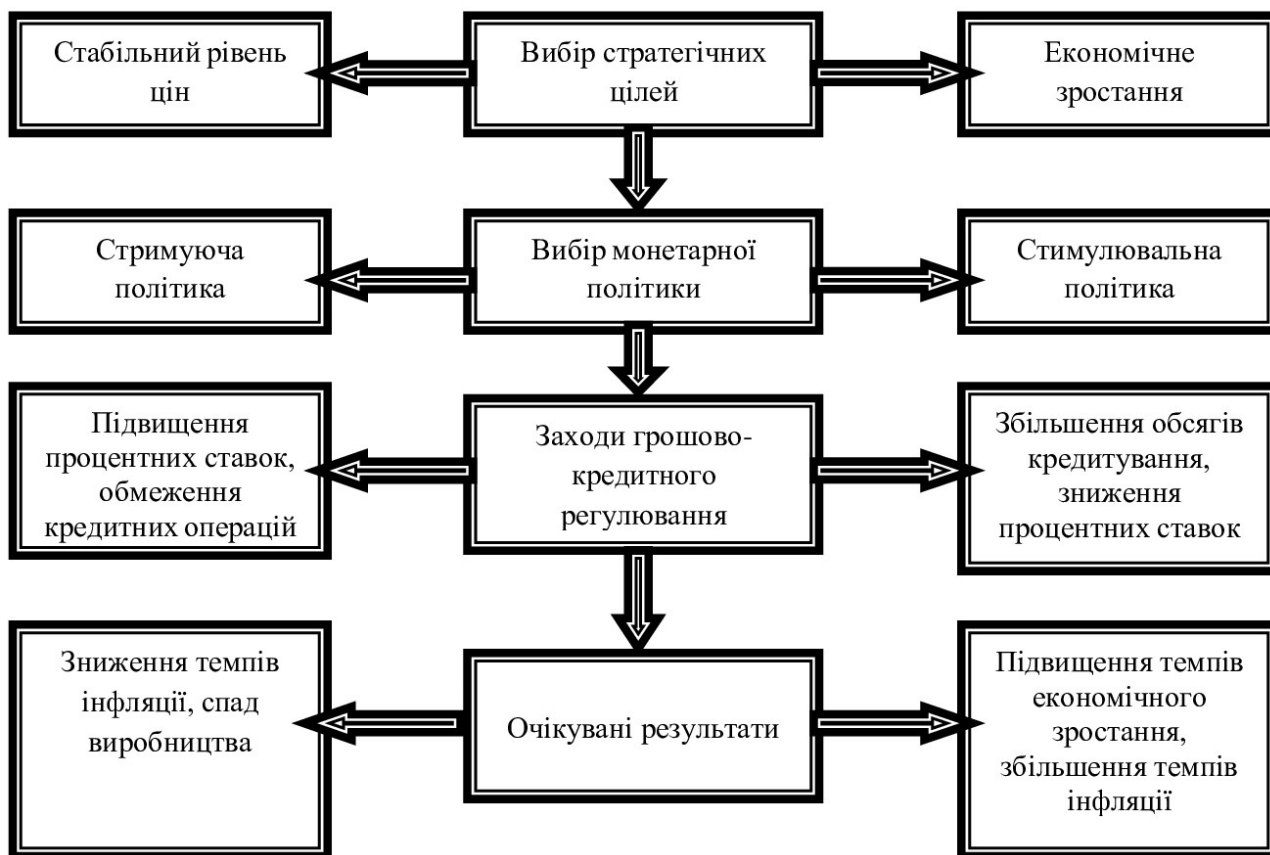 Стабільний рівень
цін
Вибір стратегічних
цілей
Економічне
зростання
Стримуюча
політика
Вибір монетарної
політики
Стимулювальна
політика
Підвищення
процентних ставок,
обмеження
кредитних операцій
Заходи грошово-
кредитного
регулювання
Збільшення обсягів
кредитування,
зниження
процентних ставок
Зниження темпів
інфляції, спад
виробництва
Очікувані результати
Підвищення темпів
економічного
зростання,
збільшення темпів
інфляції